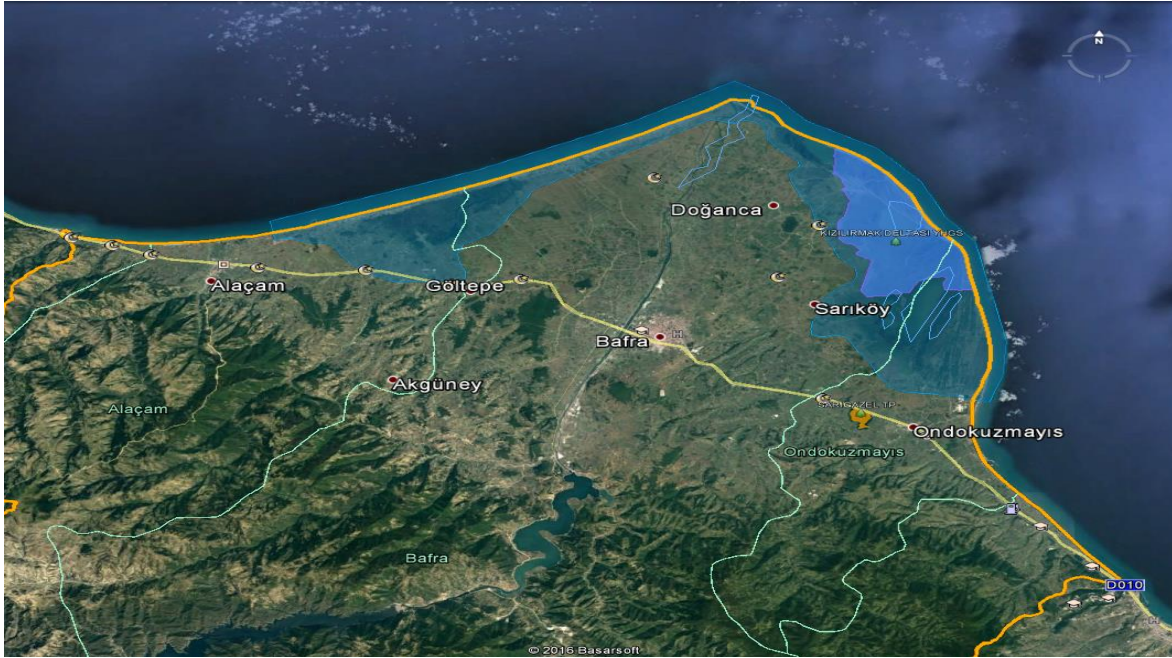 N
Doğanca
KIZILIRMAK DELTASI YHGS
Alaçam
Göltepe
Sarıköy
Bafra
H.
Akgüney
Alaçam
SARIGAZEL TP.
Ondokuzmayıs
Ondokuzmayıs
Bafra
D010
© 2016 Basarsoft